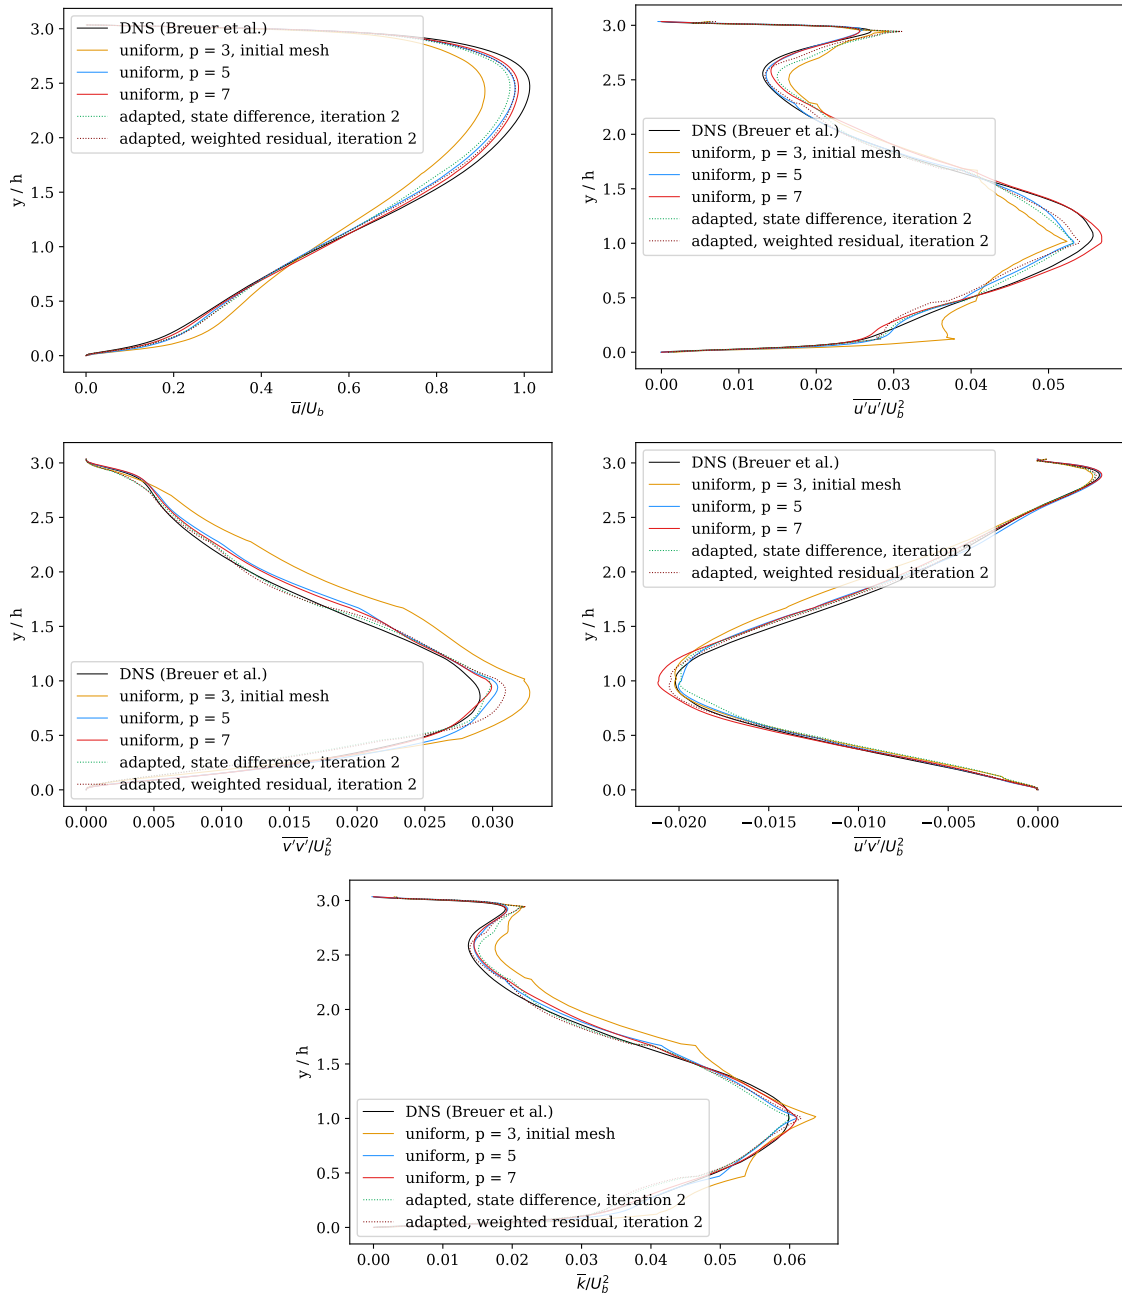 3.0
2.5
2.0
1.5
1.0
0.5
0.0
y / h
DNS (Breuer et al.)
uniform, p = 3, initial mesh
uniform, p = 5
uniform, p = 7
adapted, state difference, iteration 2
adapted, weighted residual, iteration 2
0.0 0.2 0.4 0.6 0.8 1.0
u̅/U_b
3.0
2.5
2.0
1.5
1.0
0.5
0.0
y / h
DNS (Breuer et al.)
uniform, p = 3, initial mesh
uniform, p = 5
uniform, p = 7
adapted, state difference, iteration 2
adapted, weighted residual, iteration 2
0.00 0.01 0.02 0.03 0.04 0.05
u̅'u̅'/U_b²
3.0
2.5
2.0
1.5
1.0
0.5
0.0
y / h
DNS (Breuer et al.)
uniform, p = 3, initial mesh
uniform, p = 5
uniform, p = 7
adapted, state difference, iteration 2
adapted, weighted residual, iteration 2
0.000 0.005 0.010 0.015 0.020 0.025 0.030
v̅'v̅'/U_b²
3.0
2.5
2.0
1.5
1.0
0.5
0.0
y / h
DNS (Breuer et al.)
uniform, p = 3, initial mesh
uniform, p = 5
uniform, p = 7
adapted, state difference, iteration 2
adapted, weighted residual, iteration 2
−0.020 −0.015 −0.010 −0.005 0.000
u̅'v̅'/U_b²
3.0
2.5
2.0
1.5
1.0
0.5
0.0
y / h
DNS (Breuer et al.)
uniform, p = 3, initial mesh
uniform, p = 5
uniform, p = 7
adapted, state difference, iteration 2
adapted, weighted residual, iteration 2
0.00 0.01 0.02 0.03 0.04 0.05 0.06
k̅/U_b²